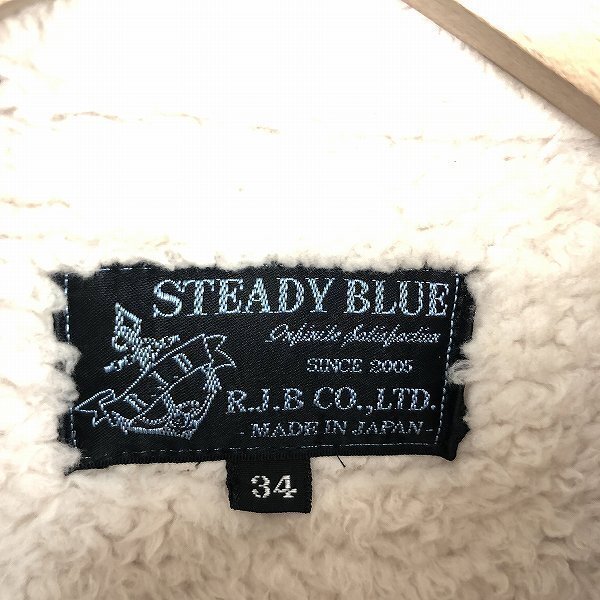 STEADY BLUE
Infinite Satisfaction
SINCE 2005
R.J.B CO.,LTD.
- MADE IN JAPAN -
34